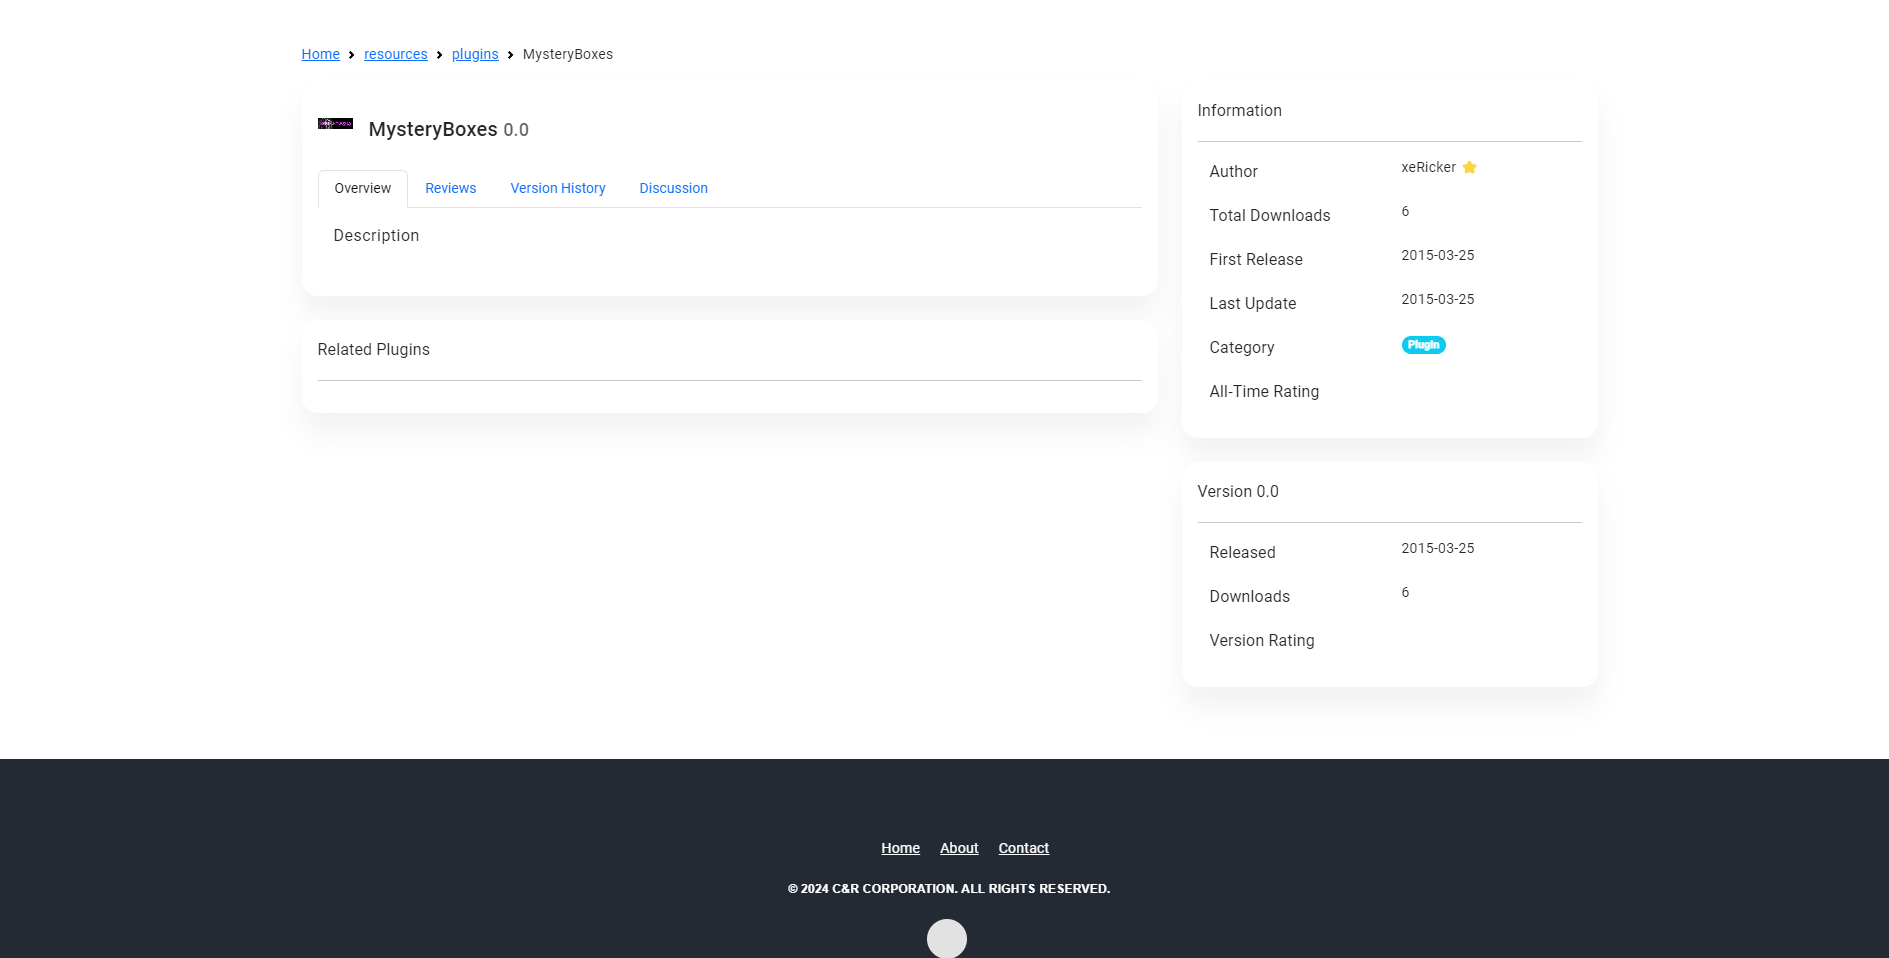 Home resources plugins MysteryBoxes
MysteryBoxes 0.0
Overview Reviews Version History Discussion
Description
Related Plugins
Information
Author xeRicker
Total Downloads 6
First Release 2015-03-25
Last Update 2015-03-25
Category Plugin
All-Time Rating
Version 0.0
Released 2015-03-25
Downloads 6
Version Rating
Home About Contact
© 2024 C&R CORPORATION. ALL RIGHTS RESERVED.